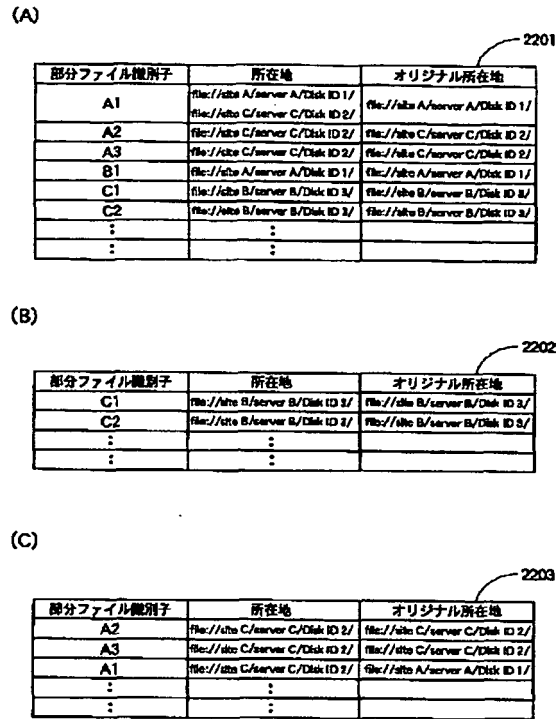 (A)
2201
部分ファイル識別子 所在地 オリジナル所在地
A1 file://site A/server A/Disk ID 1/ file://site C/server C/Disk ID 2/ file://site A/server A/Disk ID 1/
A2 file://site C/server C/Disk ID 2/ file://site C/server C/Disk ID 2/
A3 file://site C/server C/Disk ID 2/ file://site C/server C/Disk ID 2/
B1 file://site A/server A/Disk ID 1/ file://site A/server A/Disk ID 1/
C1 file://site B/server B/Disk ID 3/ file://site B/server B/Disk ID 3/
C2 file://site B/server B/Disk ID 3/ file://site B/server B/Disk ID 3/
(B)
2202
部分ファイル識別子 所在地 オリジナル所在地
C1 file://site B/server B/Disk ID 3/ file://site B/server B/Disk ID 3/
C2 file://site B/server B/Disk ID 3/ file://site B/server B/Disk ID 3/
(C)
2203
部分ファイル識別子 所在地 オリジナル所在地
A2 file://site C/server C/Disk ID 2/ file://site C/server C/Disk ID 2/
A3 file://site C/server C/Disk ID 2/ file://site C/server C/Disk ID 2/
A1 file://site C/server C/Disk ID 2/ file://site A/server A/Disk ID 1/